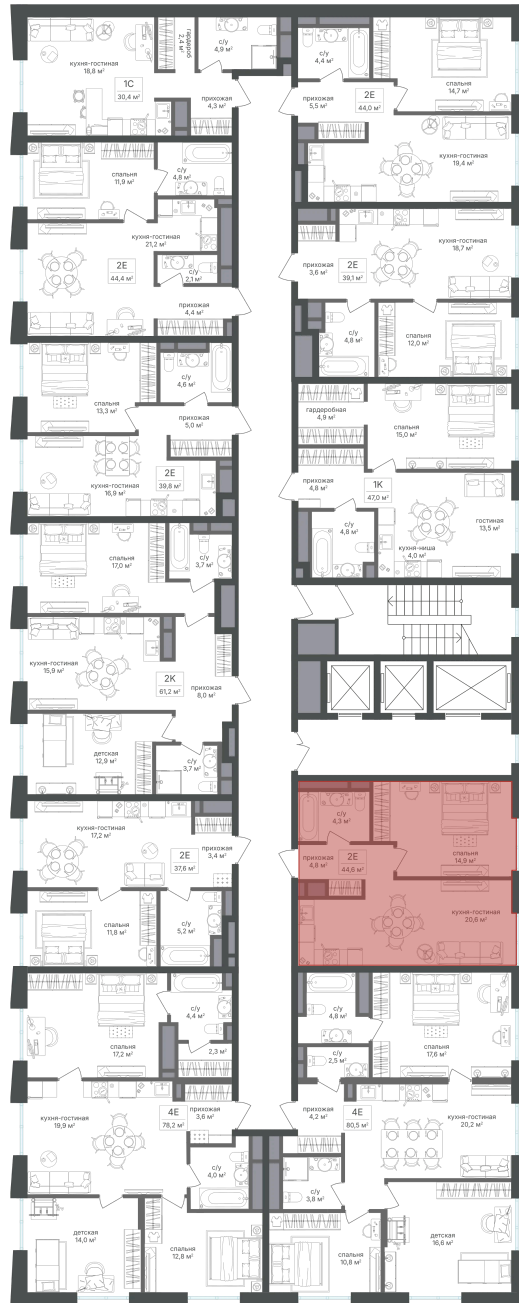 кухня-гостиная
18,8 м²
гардероб
2,4 м²
с/у
4,9 м²
1С
30,4 м²
прихожая
4,3 м²
с/у
4,4 м²
спальня
14,7 м²
прихожая
5,5 м²
2Е
44,0 м²
кухня-гостиная
19,4 м²
спальня
11,9 м²
с/у
4,8 м²
кухня-гостиная
21,2 м²
2Е
44,4 м²
с/у
2,1 м²
прихожая
4,4 м²
кухня-гостиная
18,7 м²
прихожая
3,6 м²
2Е
39,1 м²
с/у
4,8 м²
спальня
12,0 м²
спальня
13,3 м²
с/у
4,6 м²
прихожая
5,0 м²
2Е
39,8 м²
кухня-гостиная
16,9 м²
гардеробная
4,9 м²
спальня
15,0 м²
прихожая
4,8 м²
1К
47,0 м²
гостиная
13,5 м²
с/у
4,8 м²
кухня-ниша
4,0 м²
спальня
17,0 м²
с/у
3,7 м²
кухня-гостиная
15,9 м²
2К
61,2 м²
прихожая
8,0 м²
детская
12,9 м²
с/у
3,7 м²
кухня-гостиная
17,2 м²
2Е
37,6 м²
прихожая
3,4 м²
спальня
11,8 м²
с/у
5,2 м²
с/у
4,3 м²
прихожая
4,8 м²
2Е
44,6 м²
спальня
14,9 м²
кухня-гостиная
20,6 м²
спальня
17,2 м²
с/у
4,4 м²
2,3 м²
кухня-гостиная
19,9 м²
4Е
78,2 м²
прихожая
3,6 м²
с/у
4,0 м²
детская
14,0 м²
спальня
12,8 м²
с/у
4,8 м²
с/у
2,5 м²
спальня
17,6 м²
прихожая
4,2 м²
4Е
80,5 м²
кухня-гостиная
20,2 м²
с/у
3,8 м²
спальня
10,8 м²
детская
16,6 м²